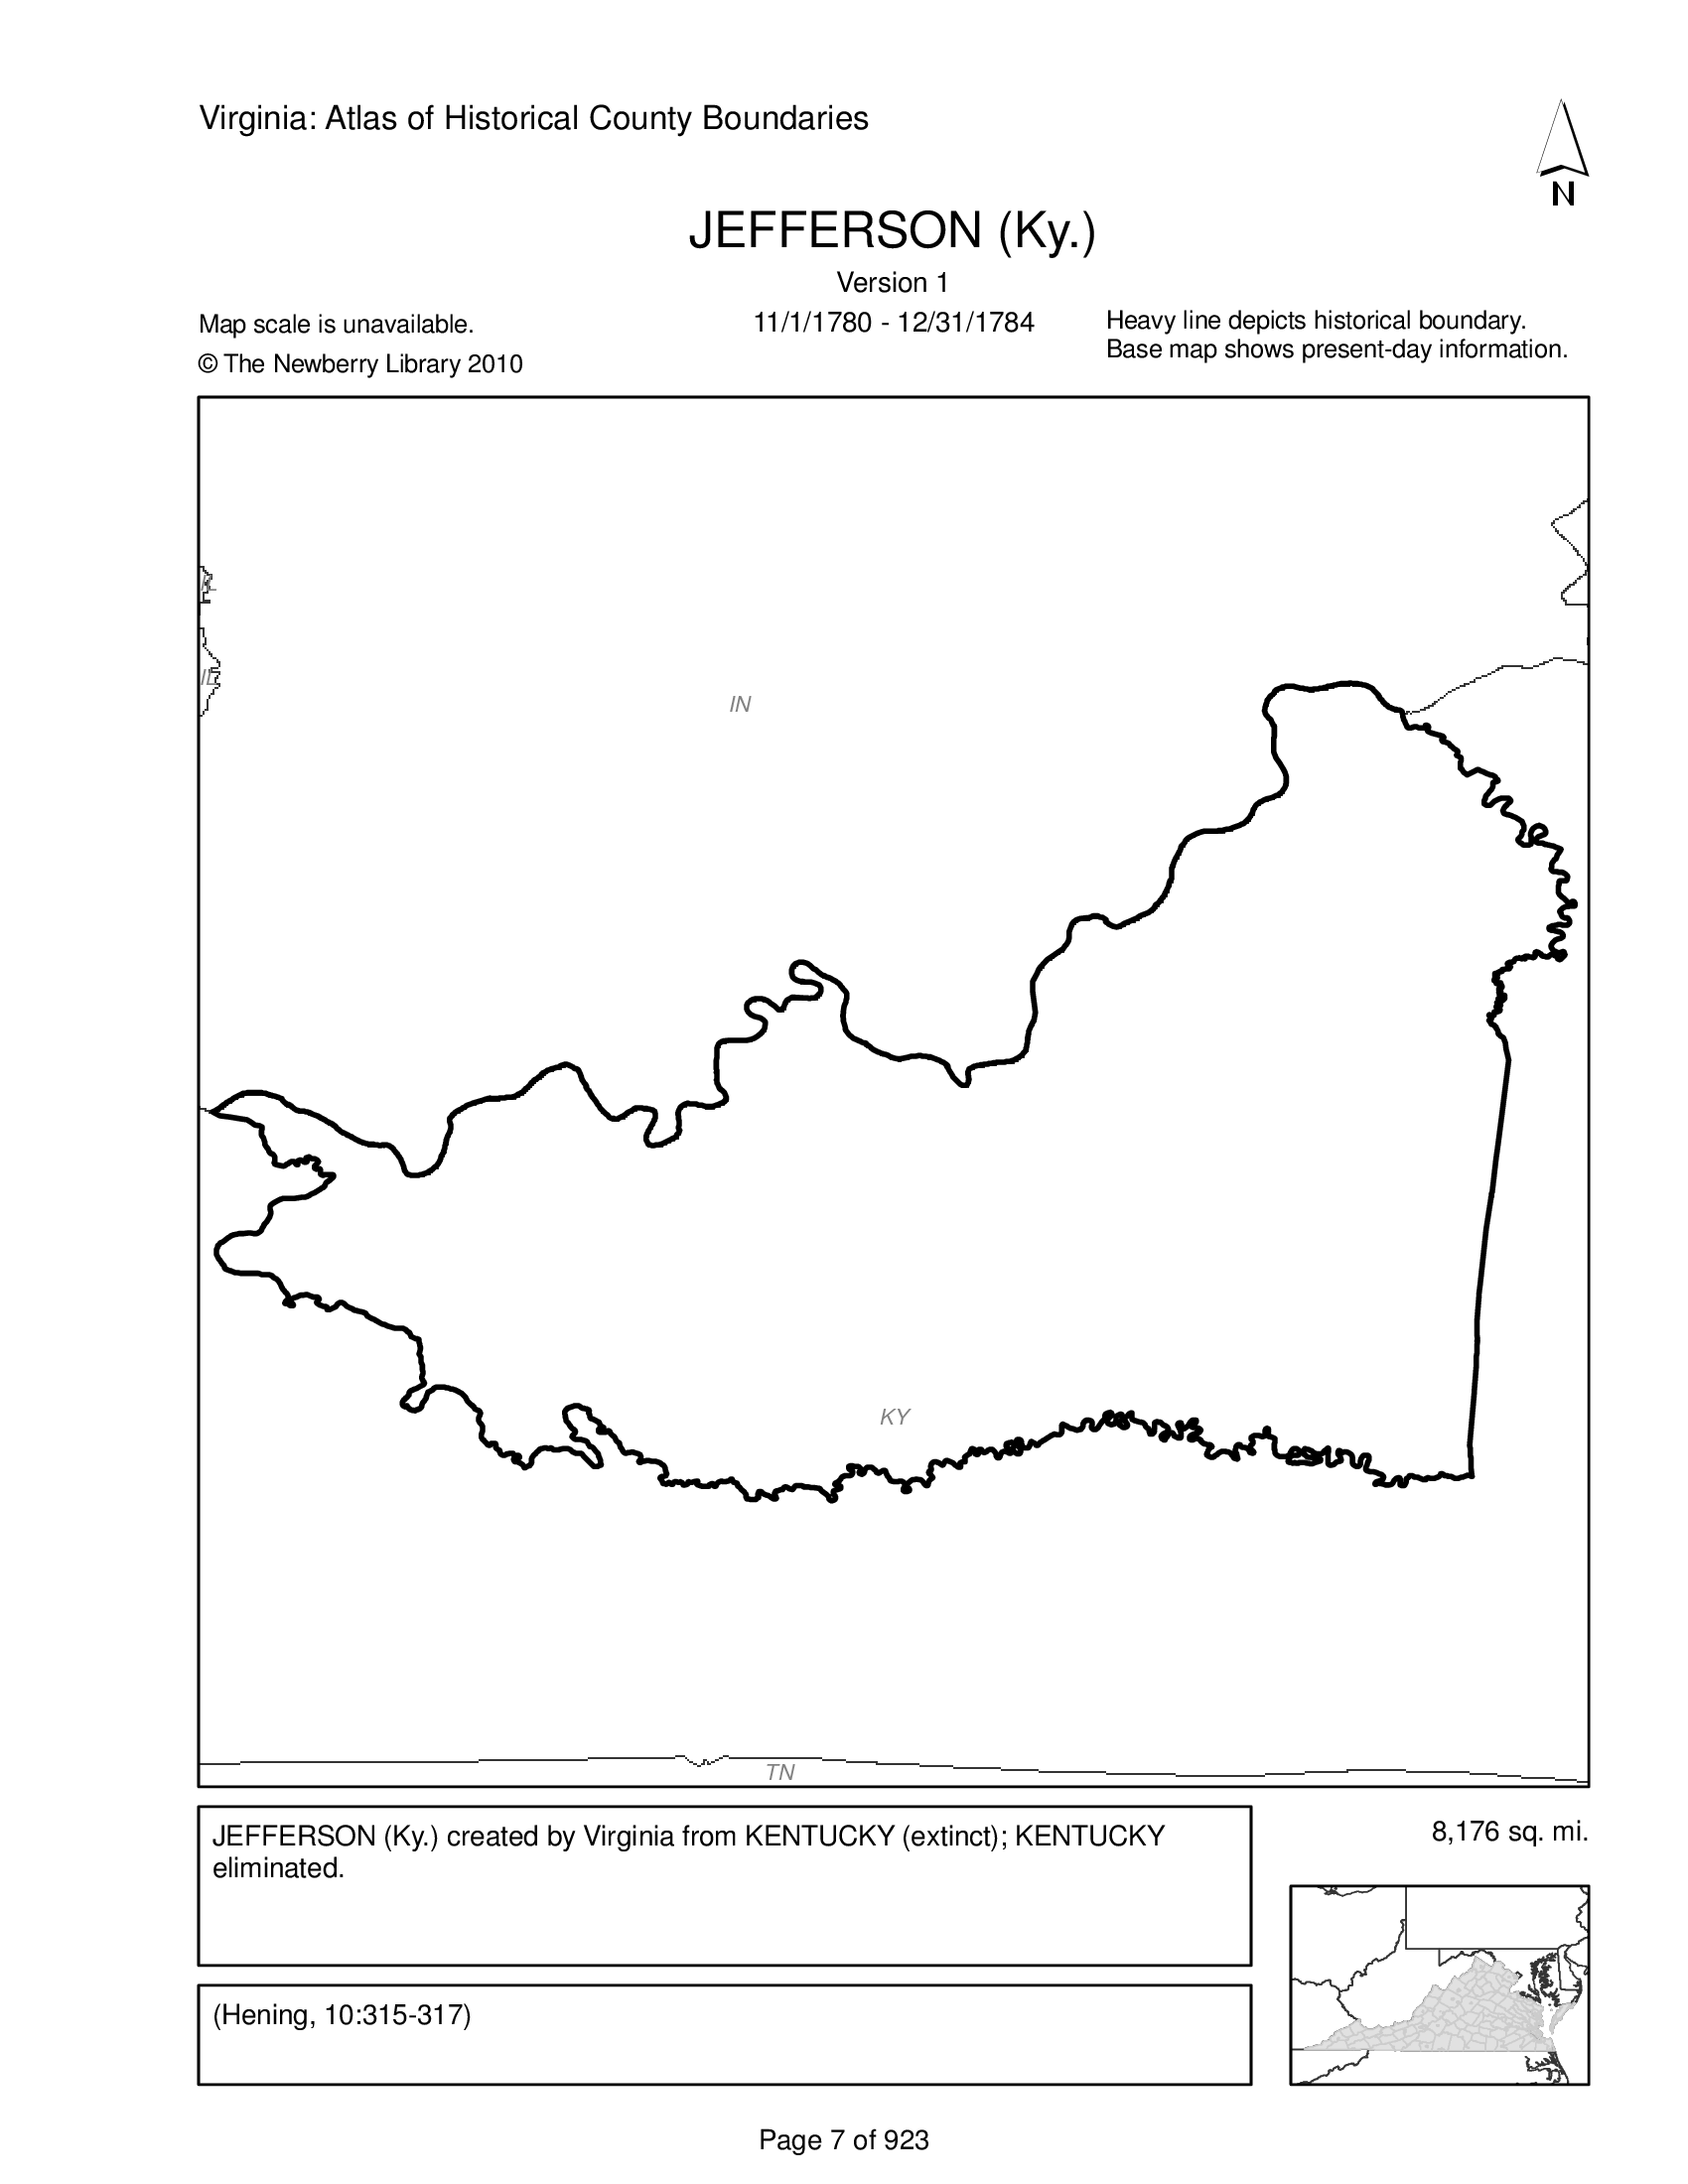 Virginia: Atlas of Historical County Boundaries
N
JEFFERSON (Ky.)
Version 1
Map scale is unavailable.
11/1/1780 - 12/31/1784
Heavy line depicts historical boundary.
© The Newberry Library 2010
Base map shows present-day information.
IL
IL
IN
KY
TN
JEFFERSON (Ky.) created by Virginia from KENTUCKY (extinct); KENTUCKY
eliminated.
8,176 sq. mi.
(Hening, 10:315-317)
Page 7 of 923